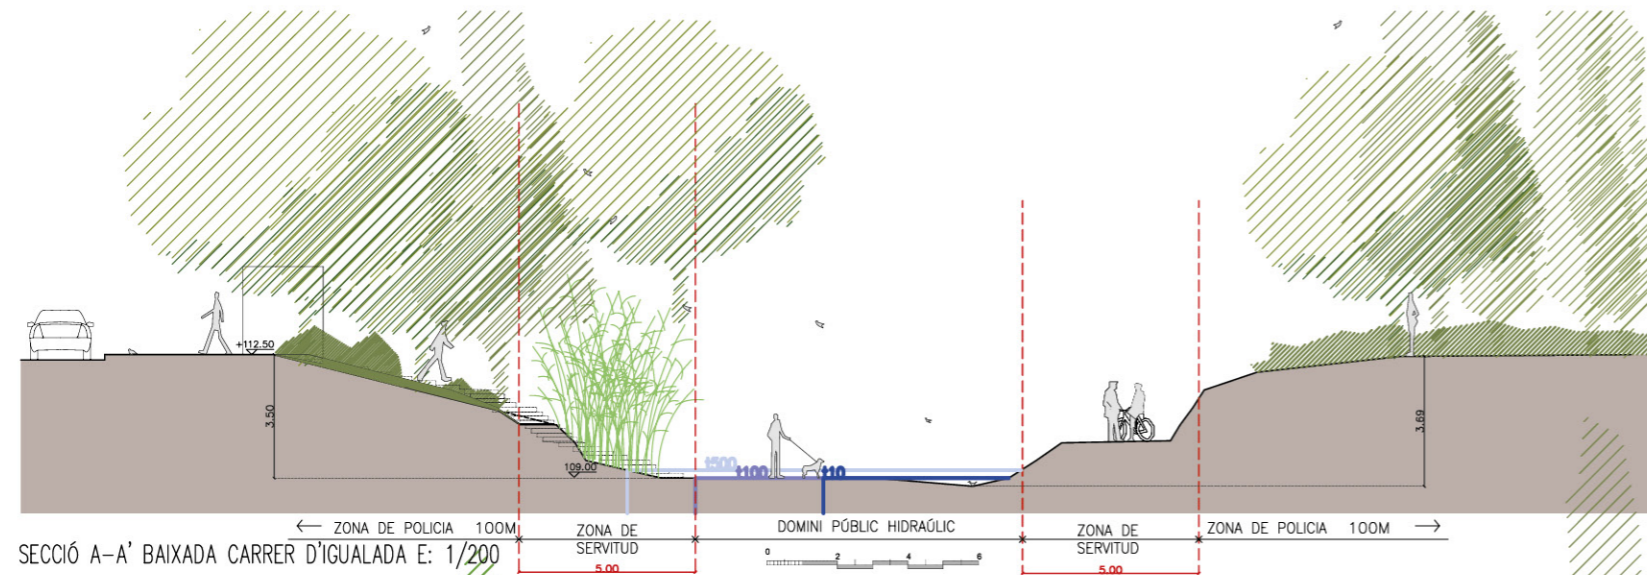 +112.50
3.50
109.00
t500
t100
t10
3.69
← ZONA DE POLICIA 100M
ZONA DE
SERVITUD
DOMINI PÚBLIC HIDRAÚLIC
ZONA DE
SERVITUD
ZONA DE POLICIA 100M →
SECCIÓ A-A' BAIXADA CARRER D'IGUALADA E: 1/200
0 2 4 6
5.00
5.00